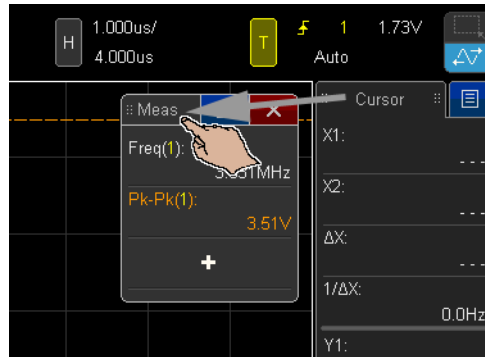 H 1.000us/ T 1 1.73V
4.000us Auto
Meas
Freq(1):
Pk-Pk(1):
3.51V
+
Cursor
X1:
---
X2:
---
ΔX:
---
1/ΔX:
0.0Hz
Y1: